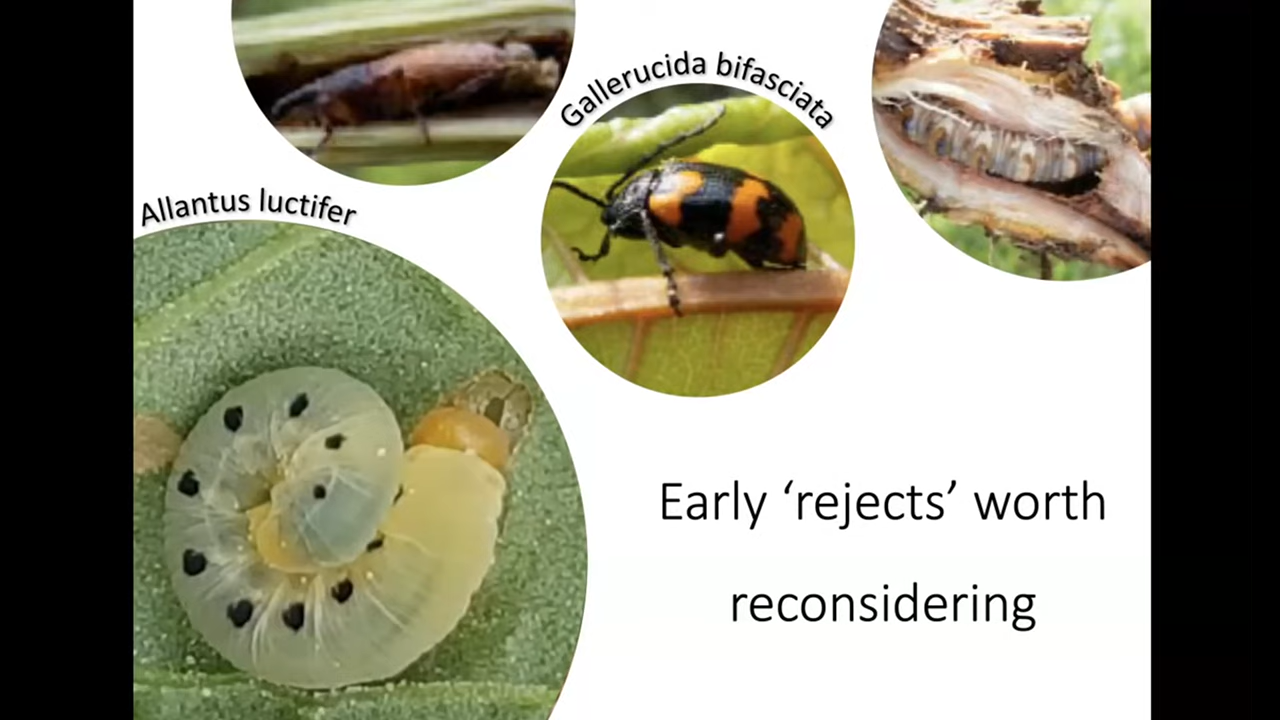 Gallerucida bifasciata
Allantus luctifer
Early ‘rejects’ worth
reconsidering